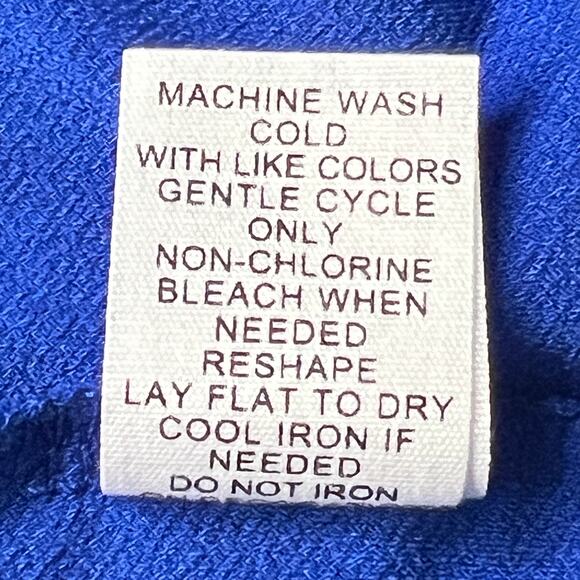 MACHINE WASH
COLD
WITH LIKE COLORS
GENTLE CYCLE
ONLY
NON-CHLORINE
BLEACH WHEN
NEEDED
RESHAPE
LAY FLAT TO DRY
COOL IRON IF
NEEDED
DO NOT IRON